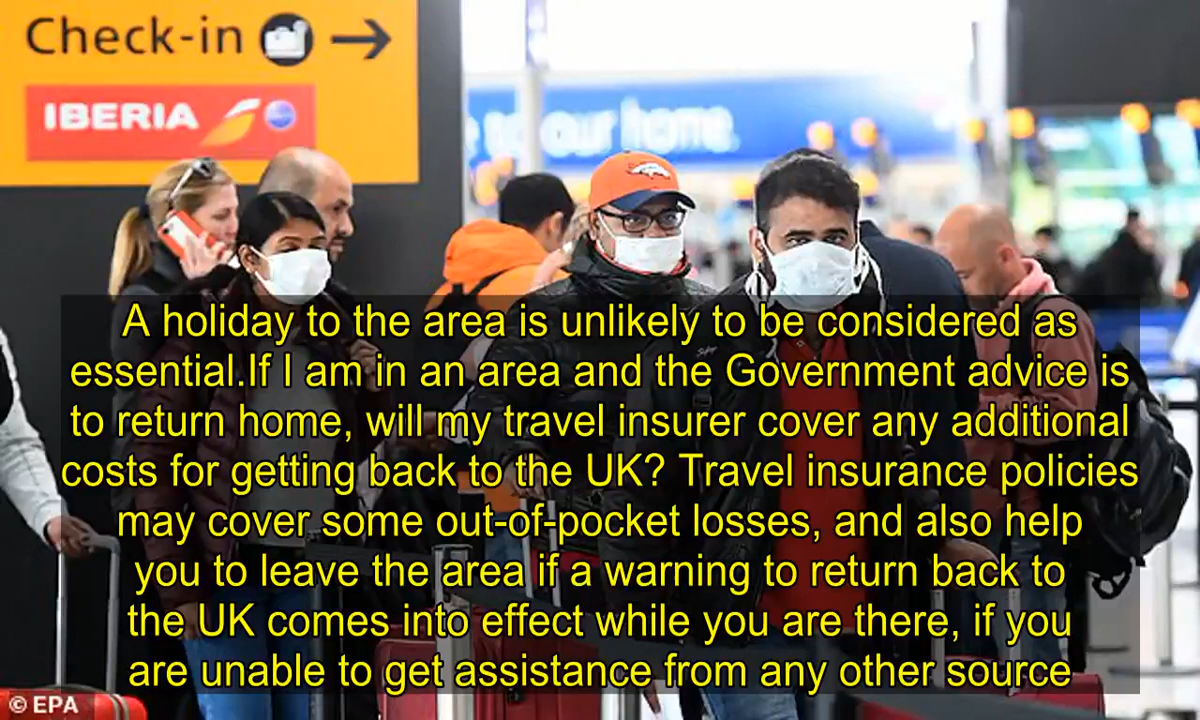 Check-in
IBERIA
our home.
A holiday to the area is unlikely to be considered as
essential.If I am in an area and the Government advice is
to return home, will my travel insurer cover any additional
costs for getting back to the UK? Travel insurance policies
may cover some out-of-pocket losses, and also help
you to leave the area if a warning to return back to
the UK comes into effect while you are there, if you
are unable to get assistance from any other source
© EPA